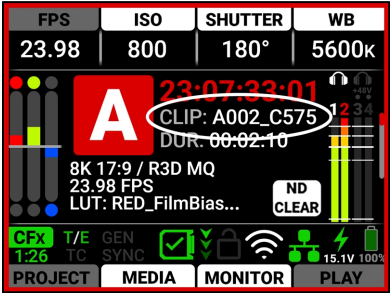 FPS ISO SHUTTER WB
23.98 800 180° 5600K
23:07:33:01
+48V
A CLIP: A002_C575 1 2 3 4
DUR: 00:02:10
8K 17:9 / R3D MQ
23.98 FPS
LUT: RED_FilmBias...
ND
CLEAR
CFx T/E GEN
1:26 TC SYNC 15.1V 100%
PROJECT MEDIA MONITOR PLAY